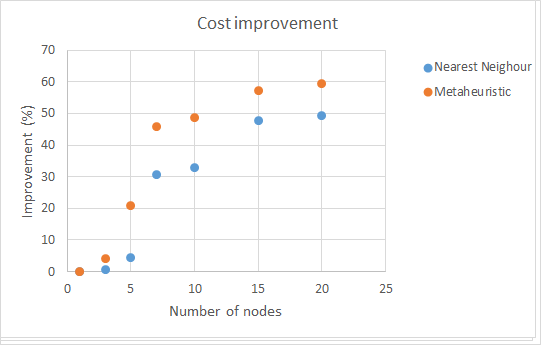 Cost improvement
70
60
50
40
30
20
10
0
0 5 10 15 20 25
Improvement (%)
Number of nodes
Nearest Neighour
Metaheuristic